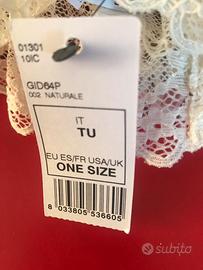 01301
10IC
GID64P
002 NATURALE
IT
TU
EU ES/FR USA/UK
ONE SIZE
8 033805 536605
subito